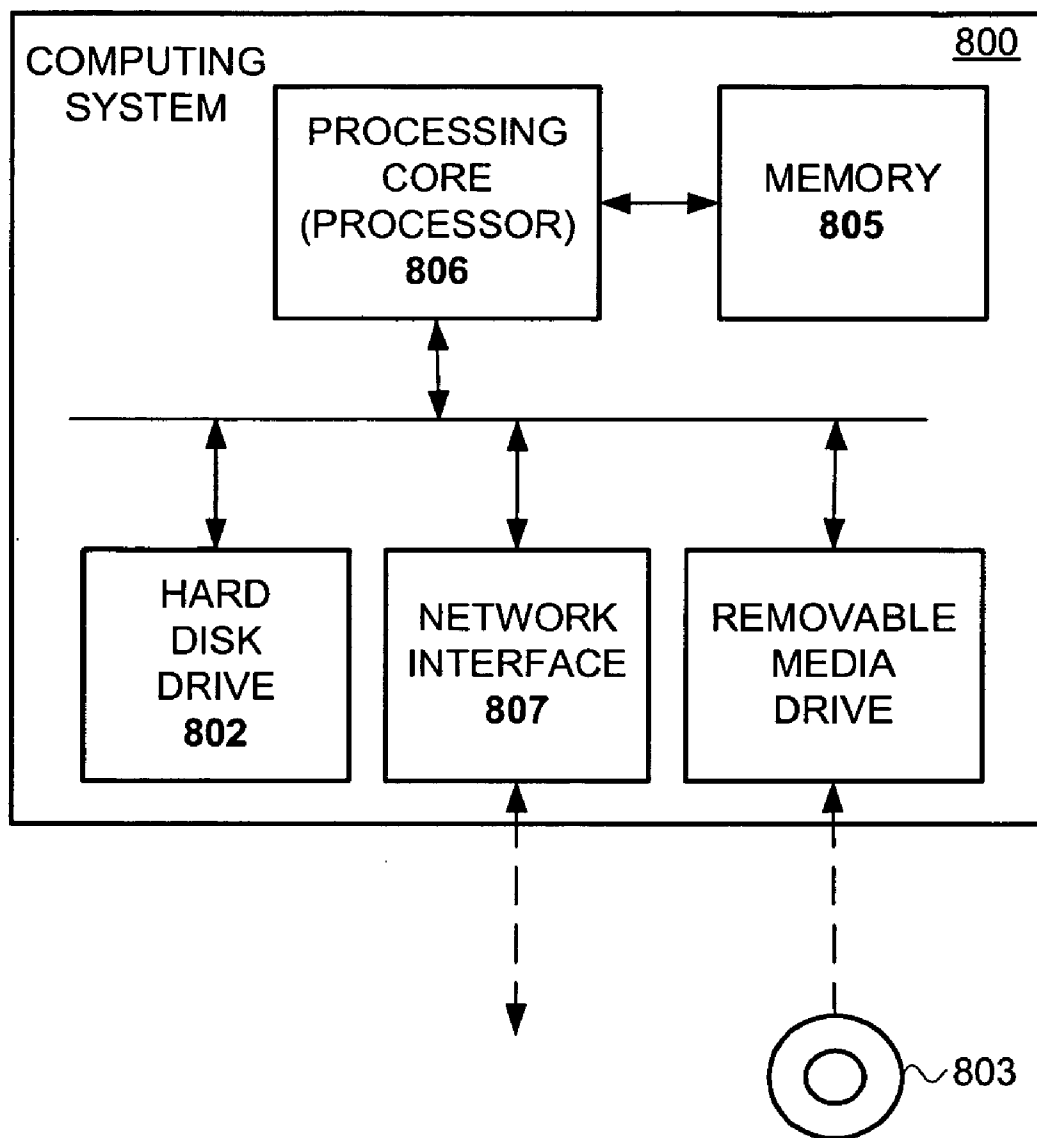 800
COMPUTING
SYSTEM
PROCESSING
CORE
(PROCESSOR)
806
MEMORY
805
HARD
DISK
DRIVE
802
NETWORK
INTERFACE
807
REMOVABLE
MEDIA
DRIVE
803